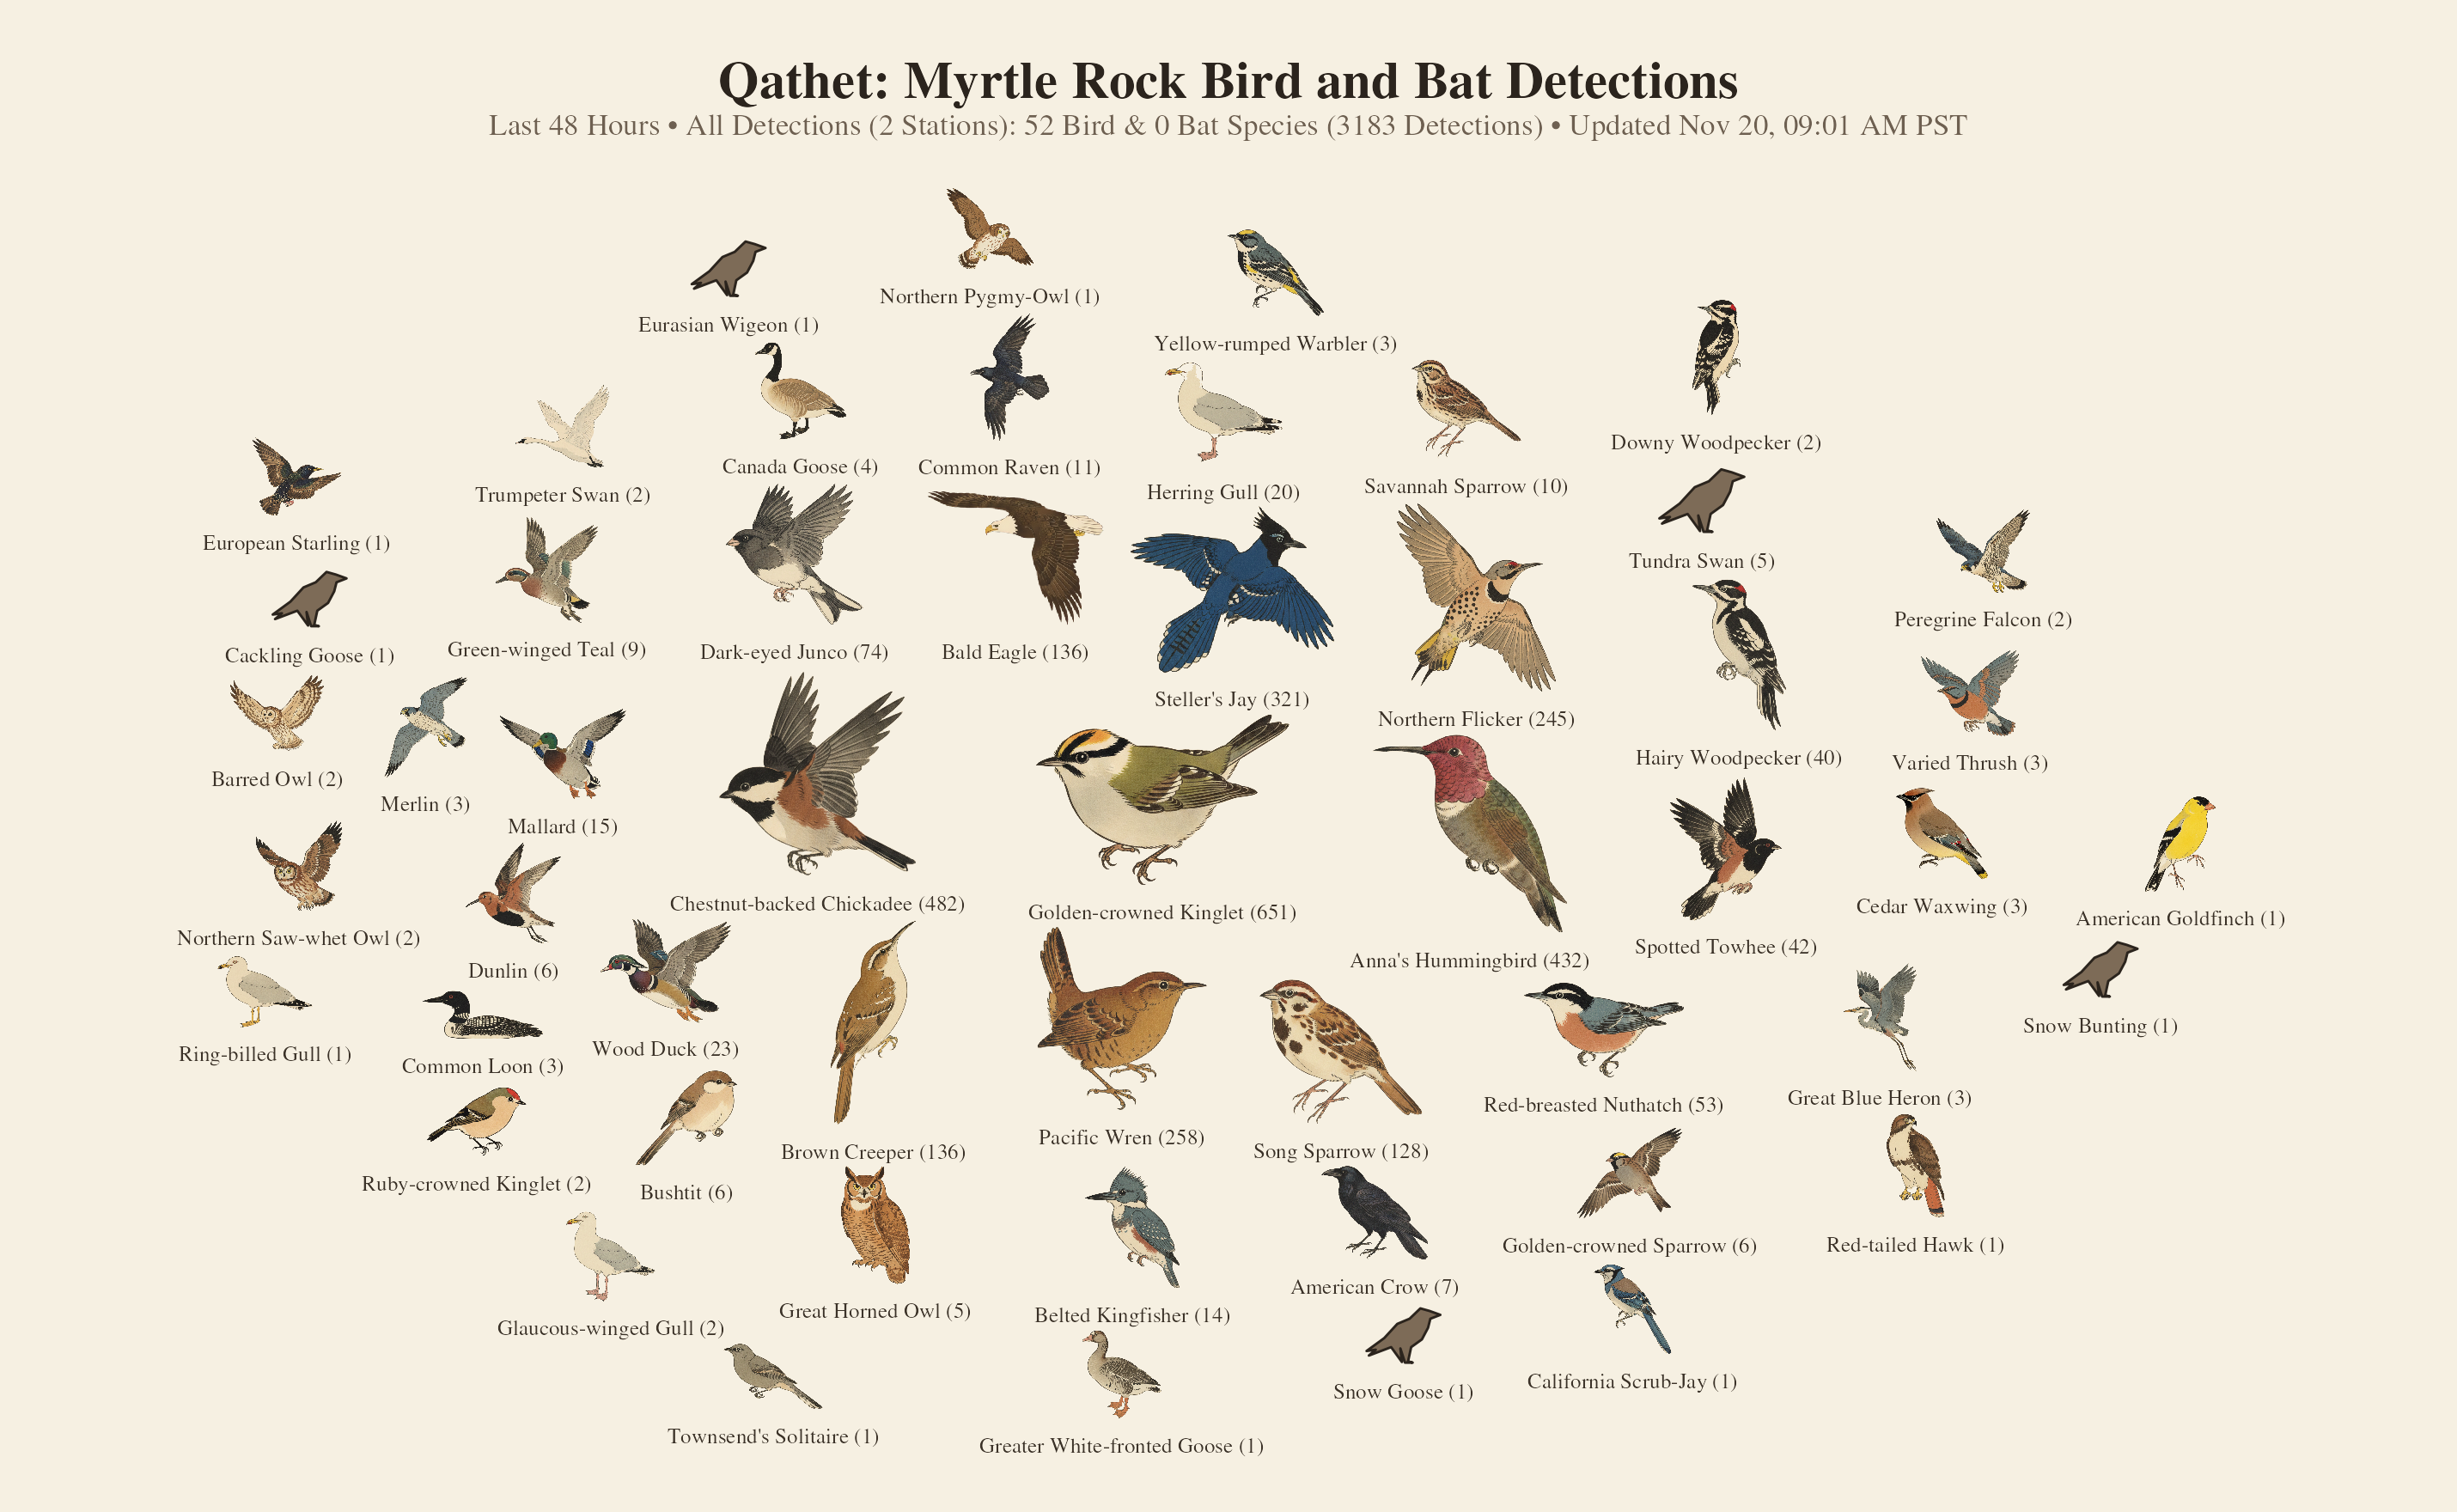 Qathet: Myrtle Rock Bird and Bat Detections
Last 48 Hours • All Detections (2 Stations): 52 Bird & 0 Bat Species (3183 Detections) • Updated Nov 20, 09:01 AM PST
Northern Pygmy-Owl (1)
Eurasian Wigeon (1)
Yellow-rumped Warbler (3)
Downy Woodpecker (2)
Canada Goose (4)
Common Raven (11)
Savannah Sparrow (10)
Herring Gull (20)
Trumpeter Swan (2)
European Starling (1)
Tundra Swan (5)
Peregrine Falcon (2)
Green-winged Teal (9)
Dark-eyed Junco (74)
Bald Eagle (136)
Cackling Goose (1)
Steller's Jay (321)
Northern Flicker (245)
Hairy Woodpecker (40)
Varied Thrush (3)
Barred Owl (2)
Merlin (3)
Mallard (15)
Chestnut-backed Chickadee (482)
Cedar Waxwing (3)
Golden-crowned Kinglet (651)
American Goldfinch (1)
Northern Saw-whet Owl (2)
Spotted Towhee (42)
Anna's Hummingbird (432)
Dunlin (6)
Snow Bunting (1)
Wood Duck (23)
Ring-billed Gull (1)
Common Loon (3)
Great Blue Heron (3)
Red-breasted Nuthatch (53)
Pacific Wren (258)
Brown Creeper (136)
Song Sparrow (128)
Ruby-crowned Kinglet (2)
Bushtit (6)
Red-tailed Hawk (1)
Golden-crowned Sparrow (6)
American Crow (7)
Great Horned Owl (5)
Belted Kingfisher (14)
Glaucous-winged Gull (2)
California Scrub-Jay (1)
Snow Goose (1)
Townsend's Solitaire (1)
Greater White-fronted Goose (1)